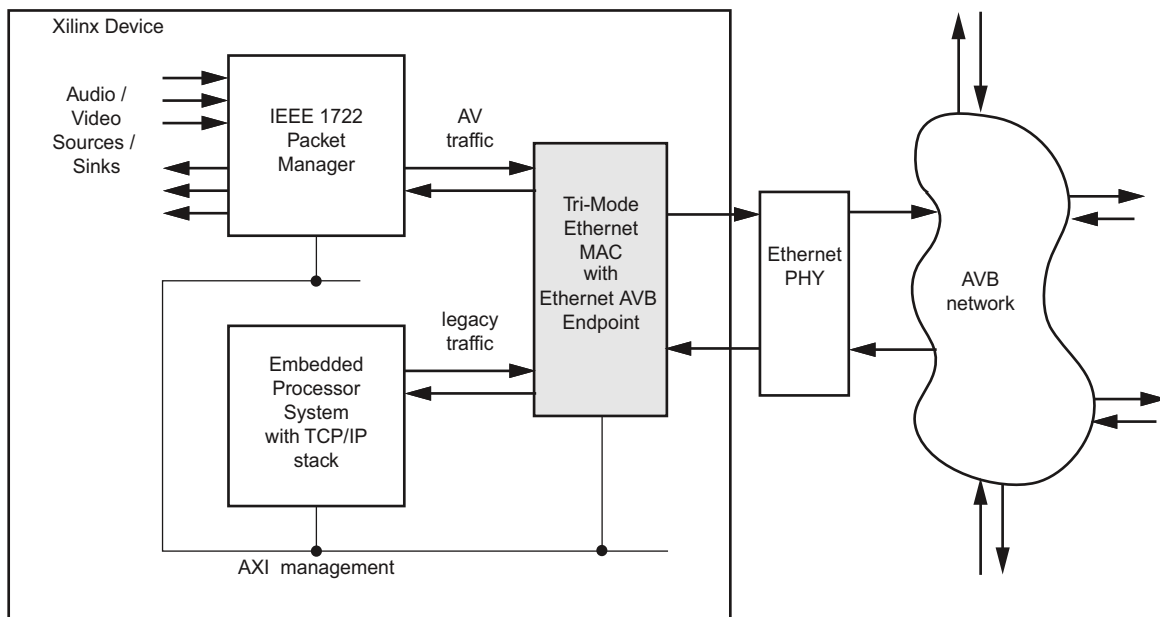 Xilinx Device
Audio /
Video
Sources /
Sinks
IEEE 1722
Packet
Manager
AV
traffic
Tri-Mode
Ethernet
MAC
with
Ethernet AVB
Endpoint
Ethernet
PHY
AVB
network
legacy
traffic
Embedded
Processor
System
with TCP/IP
stack
AXI management